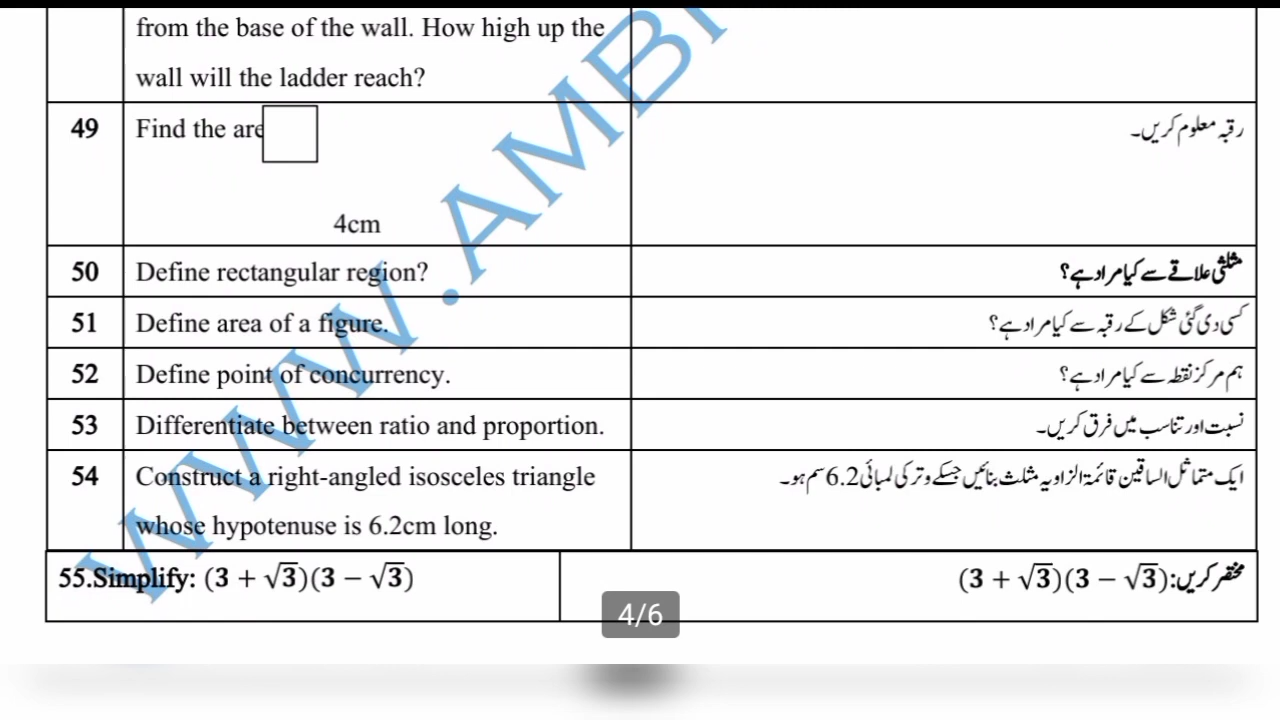 from the base of the wall. How high up the
wall will the ladder reach?
49 Find the are رقبہ معلوم کریں۔
4cm
50 Define rectangular region? مثلثی علاقے سے کیا مراد ہے؟
51 Define area of a figure. کسی دی گئی شکل کے رقبہ سے کیا مراد ہے؟
52 Define point of concurrency. ہم مرکز نقطہ سے کیا مراد ہے؟
53 Differentiate between ratio and proportion. نسبت اور تناسب میں فرق کریں۔
54 Construct a right-angled isosceles triangle ایک متماثل الساقین قائمۃ الزاویہ مثلث بنائیں جسکے وتر کی لمبائی 6.2 سم ہو۔
whose hypotenuse is 6.2cm long.
55.Simplify: (3 + √3)(3 − √3) مختصر کریں: (3 + √3)(3 − √3)
4/6
WWW.AMB